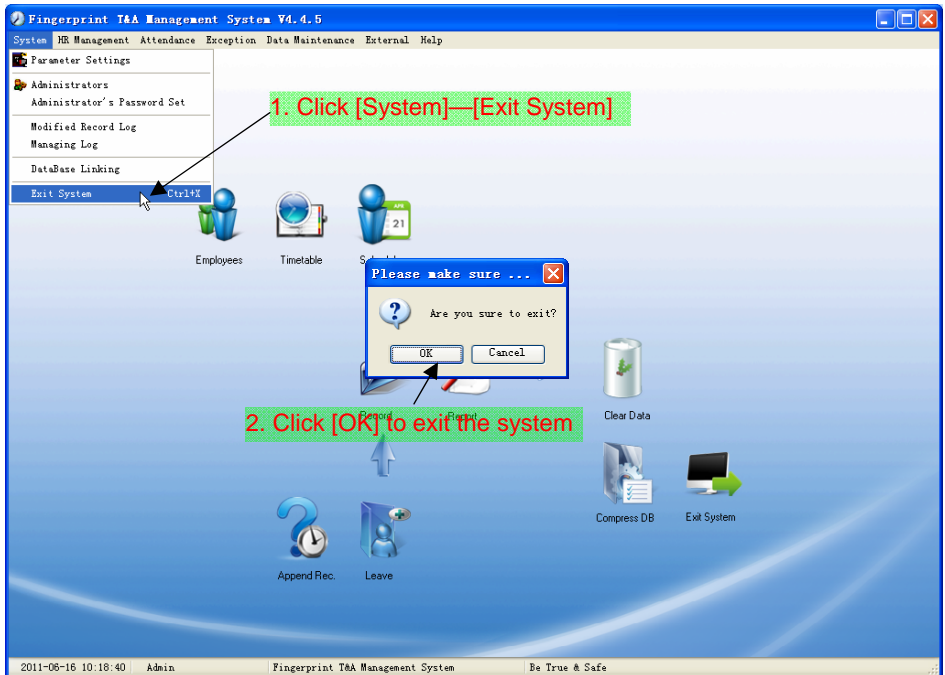 Fingerprint T&A Management System V4.4.5
System HR Management Attendance Exception Data Maintenance External Help
Parameter Settings
Administrators
Administrator's Password Set
Modified Record Log
Managing Log
DataBase Linking
Exit System Ctrl+X
1. Click [System]—[Exit System]
APR
21
Employees Timetable
Please make sure ...
Are you sure to exit?
OK Cancel
Record Report Clear Data
2. Click [OK] to exit the system
Compress DB Exit System
Append Rec. Leave
2011-06-16 10:18:40 Admin Fingerprint T&A Management System Be True & Safe